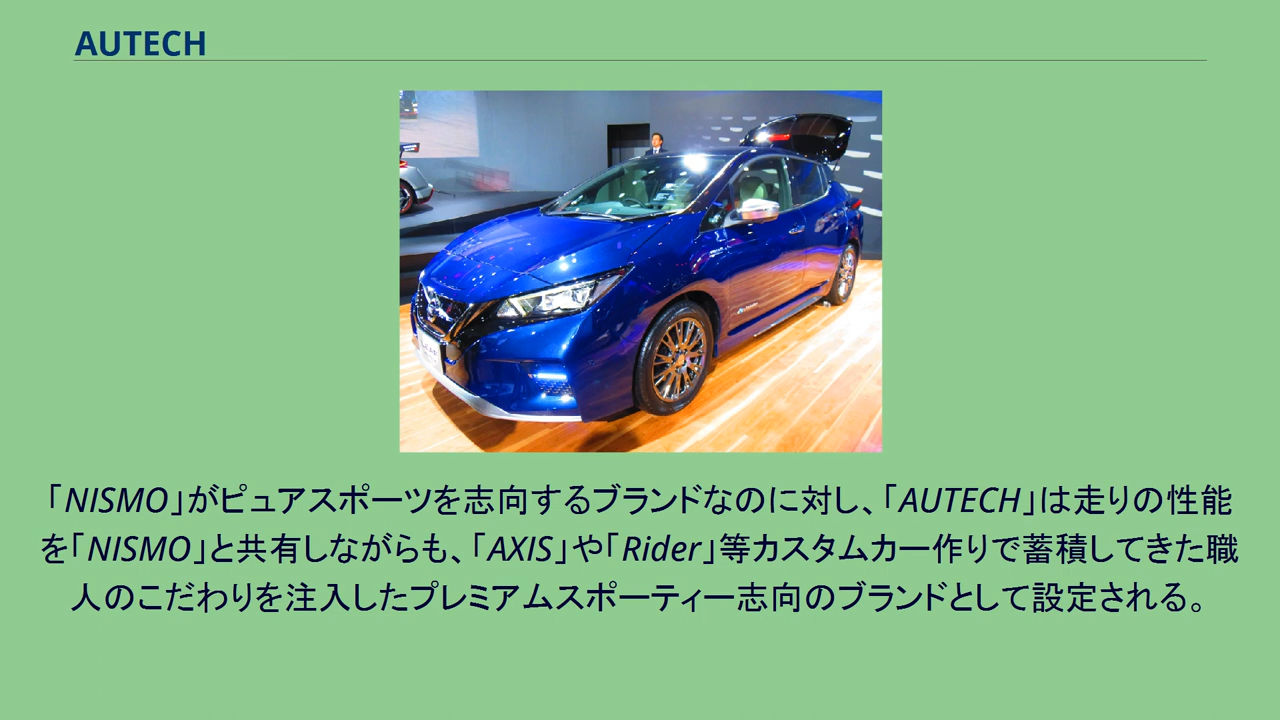 AUTECH
「NISMO」がピュアスポーツを志向するブランドなのに対し、「AUTECH」は走りの性能
を「NISMO」と共有しながらも、「AXIS」や「Rider」等カスタムカー作りで蓄積してきた職
人のこだわりを注入したプレミアムスポーティー志向のブランドとして設定される。